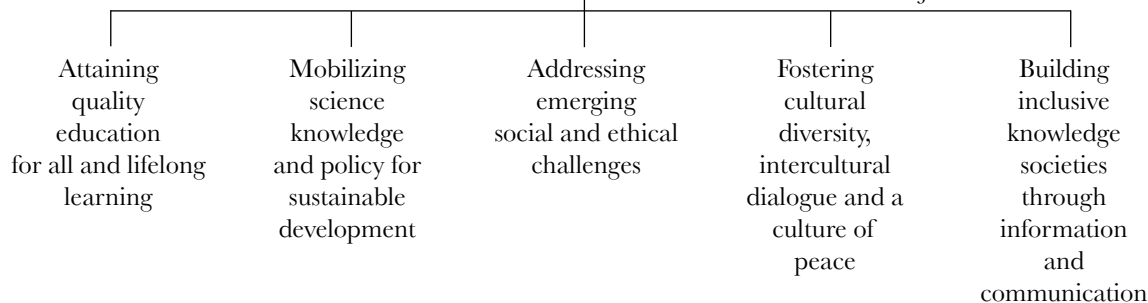 Attaining
quality
education
for all and lifelong
learning
Mobilizing
science
knowledge
and policy for
sustainable
development
Addressing
emerging
social and ethical
challenges
Fostering
cultural
diversity,
intercultural
dialogue and a
culture of
peace
Building
inclusive
knowledge
societies
through
information
and
communication